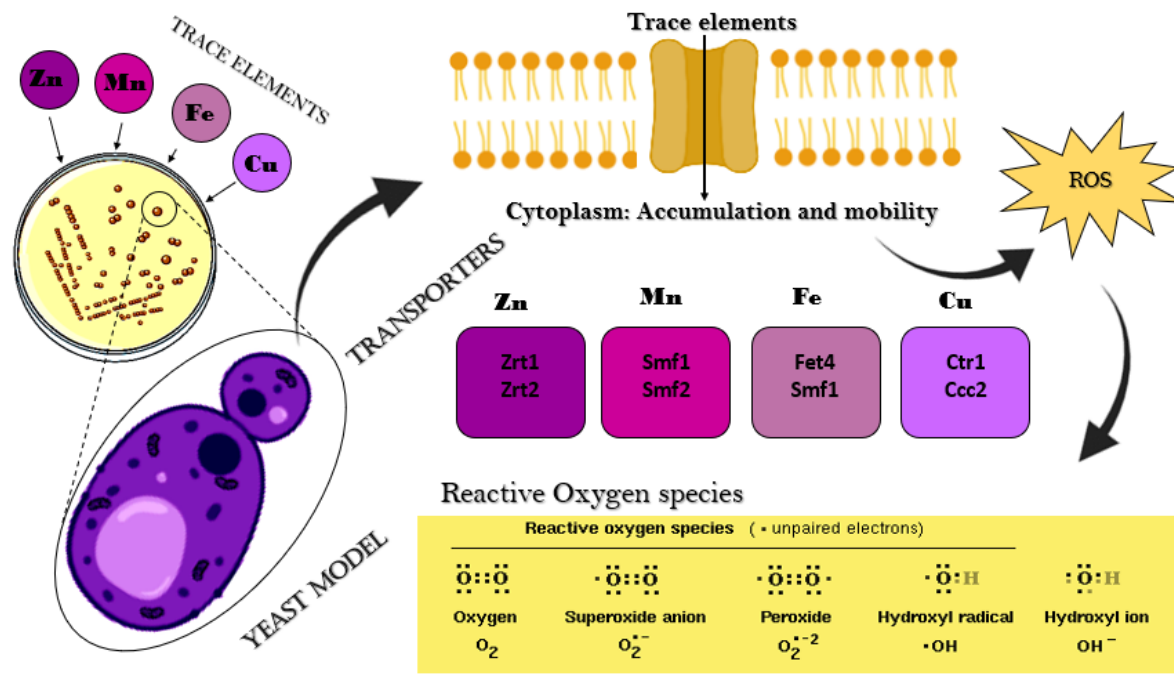 TRACE ELEMENTS
Zn
Mn
Fe
Cu
YEAST MODEL
TRANSPORTERS
Trace elements
Cytoplasm: Accumulation and mobility
ROS
Zn Mn Fe Cu
Zrt1 Smf1 Fet4 Ctr1
Zrt2 Smf2 Smf1 Ccc2
Reactive Oxygen species
Reactive oxygen species (▪ unpaired electrons)
Ö::Ö ·Ö::Ö ·Ö::Ö· ·Ö:H :Ö:H
Oxygen Superoxide anion Peroxide Hydroxyl radical Hydroxyl ion
O₂ O₂•⁻ O₂•⁻² ·OH OH⁻